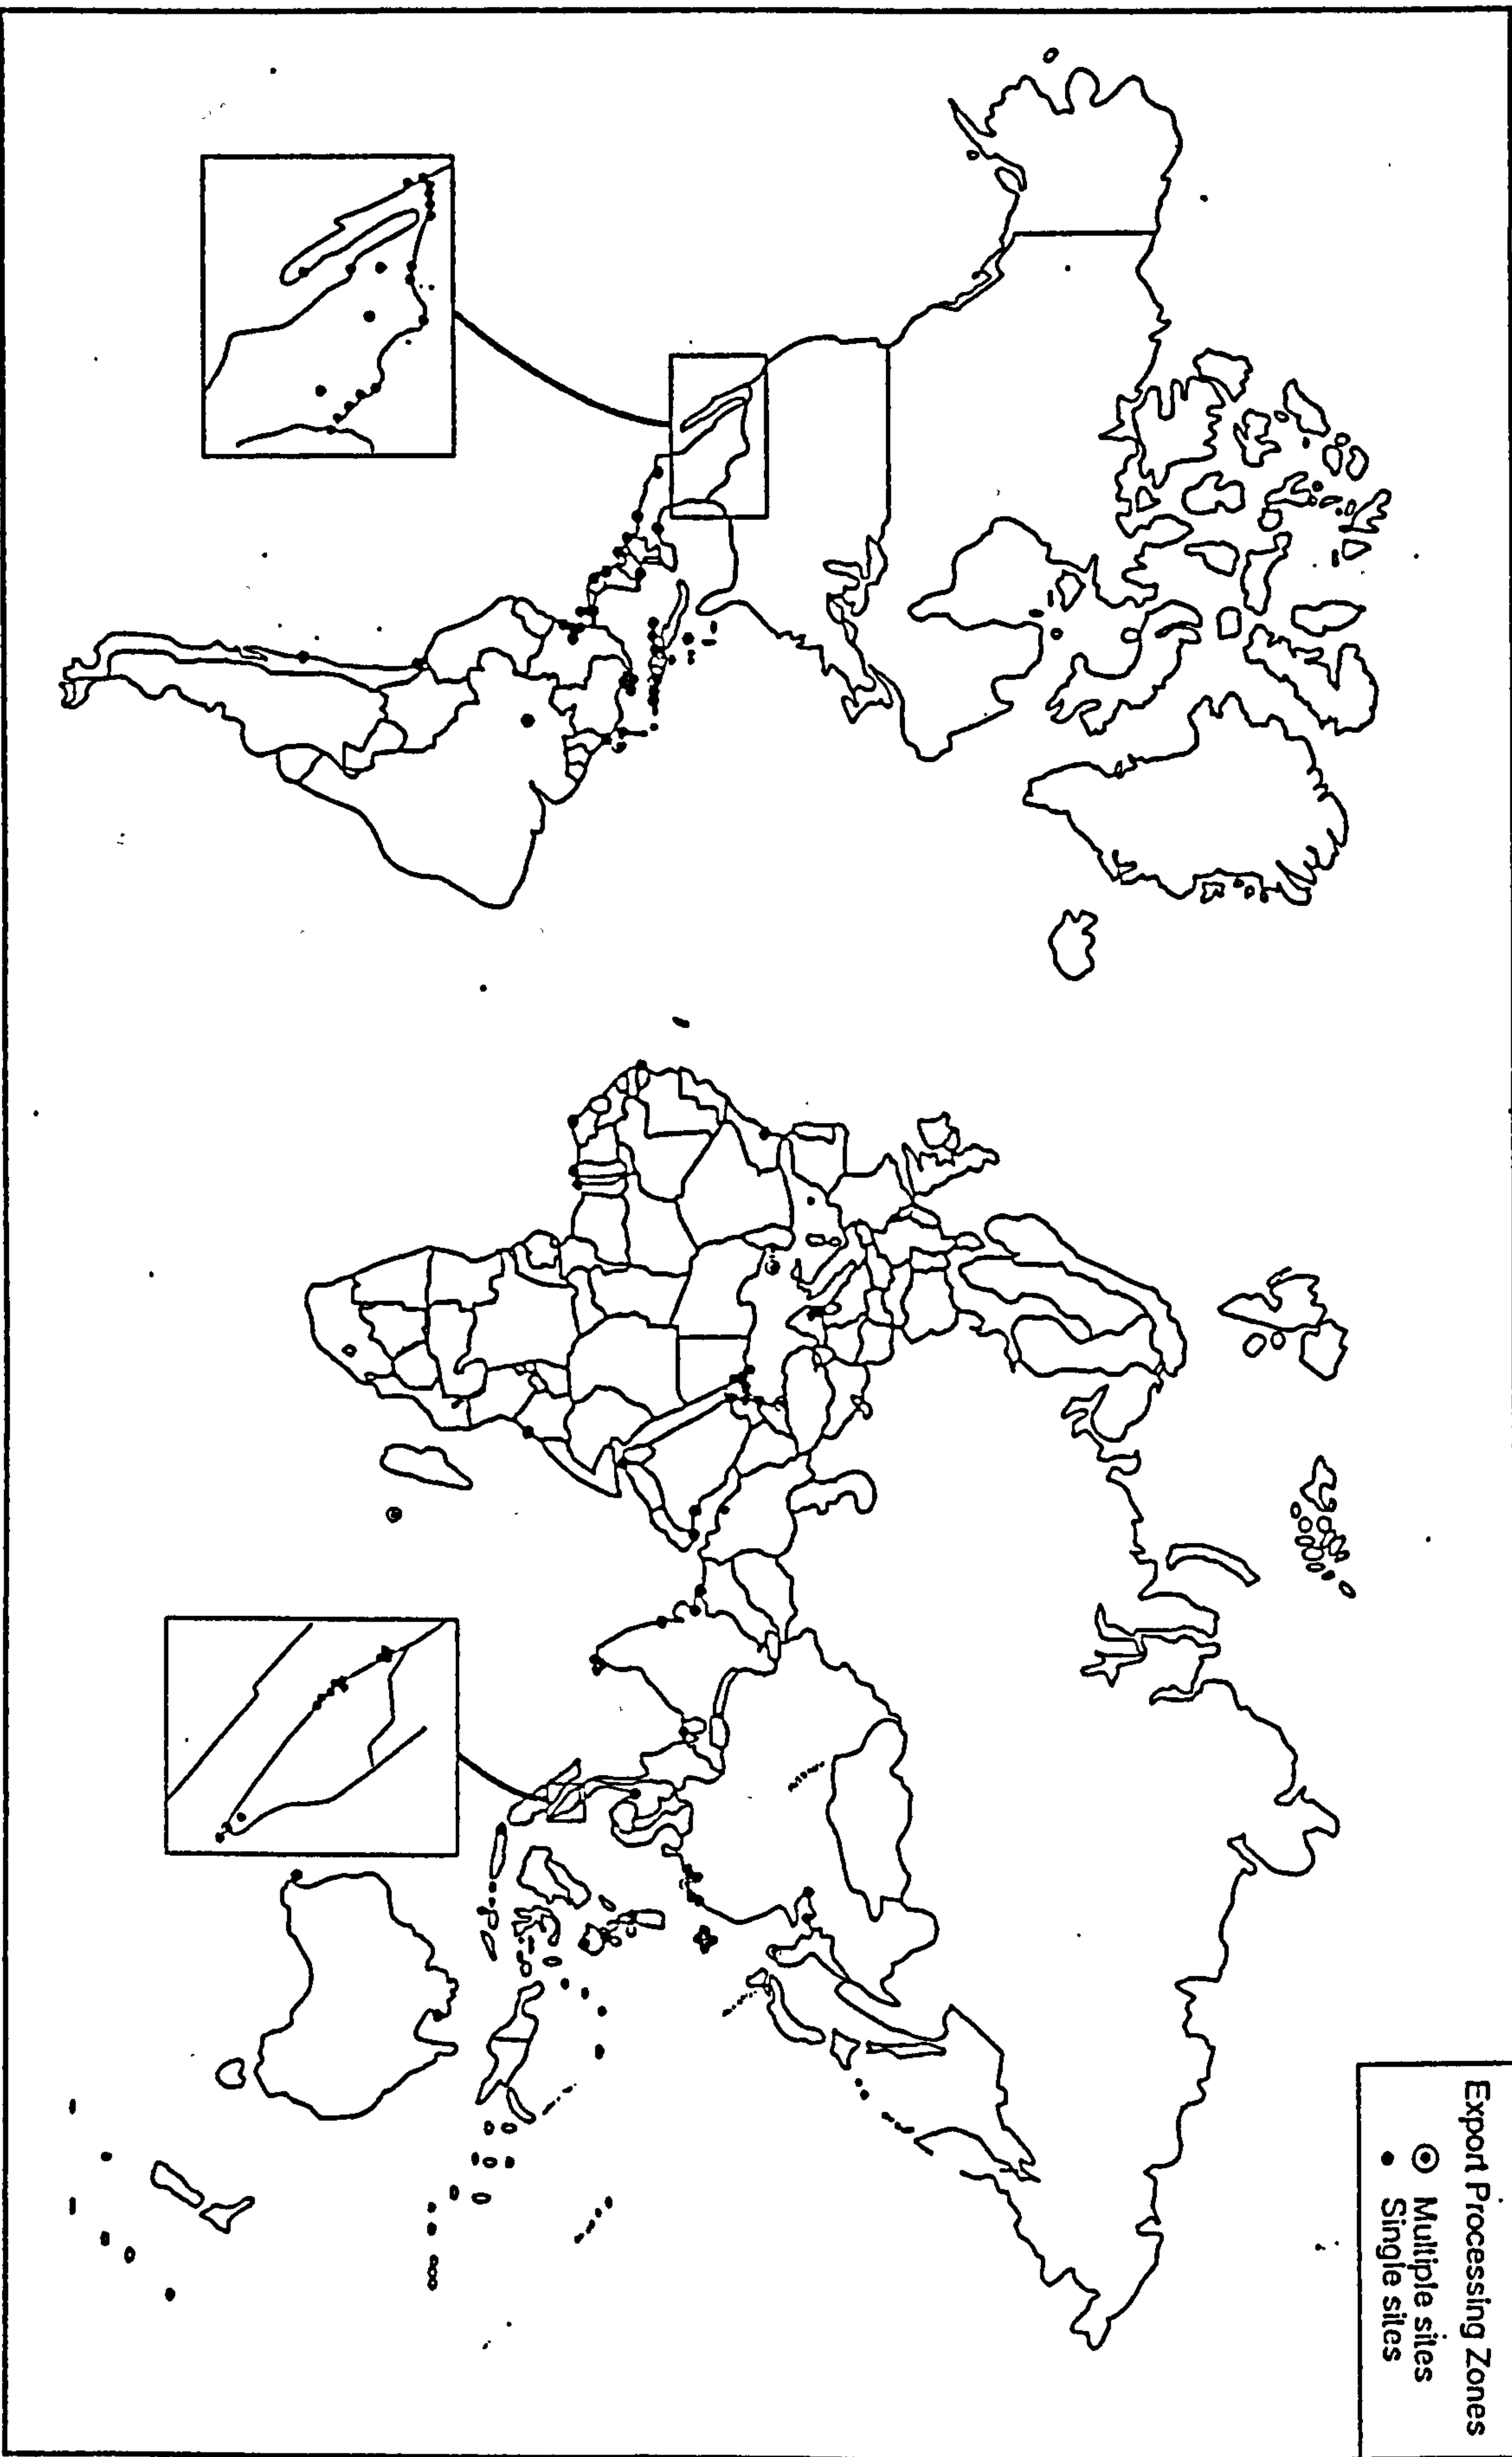 Export Processing Zones
Multiple sites
Single sites